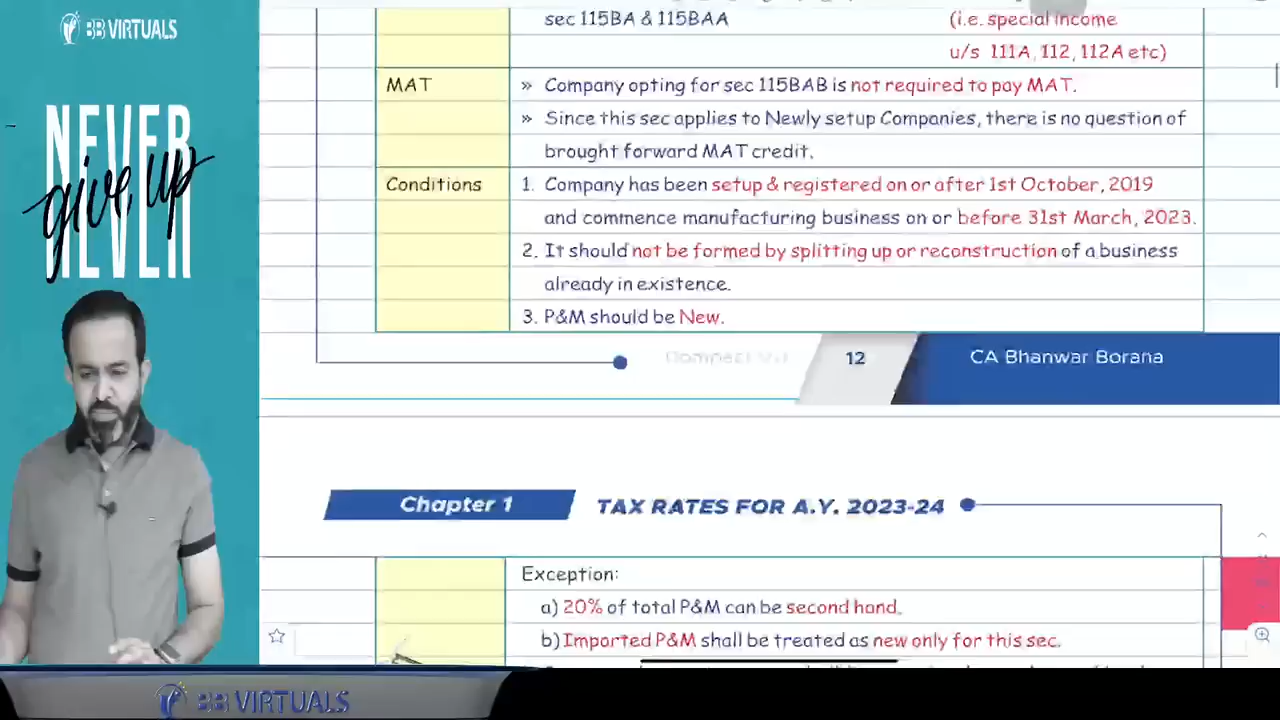 BB VIRTUALS
NEVER
give up
NEVER
sec 115BA & 115BAA
(i.e. special income
u/s 111A, 112, 112A etc)
MAT
» Company opting for sec 115BAB is not required to pay MAT.
» Since this sec applies to Newly setup Companies, there is no question of
brought forward MAT credit.
Conditions
1. Company has been setup & registered on or after 1st October, 2019
and commence manufacturing business on or before 31st March, 2023.
2. It should not be formed by splitting up or reconstruction of a business
already in existence.
3. P&M should be New.
12
CA Bhanwar Borana
Chapter 1
TAX RATES FOR A.Y. 2023-24
Exception:
a) 20% of total P&M can be second hand.
b) Imported P&M shall be treated as new only for this sec.
BB VIRTUALS